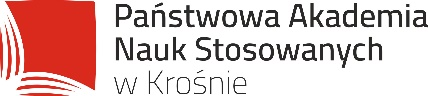 Państwowa Akademia
Nauk Stosowanych
w Krośnie